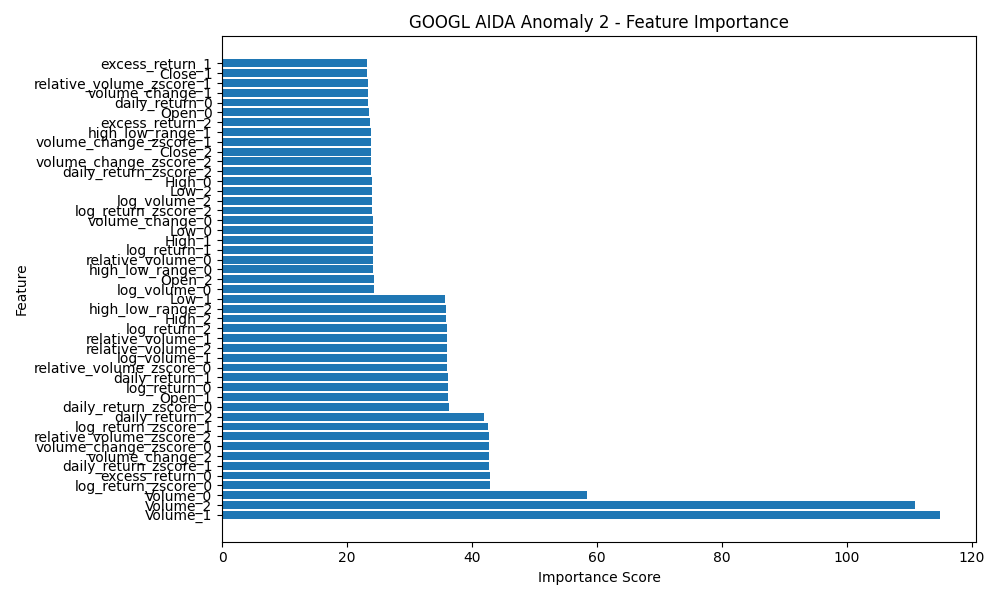 GOOGL AIDA Anomaly 2 - Feature Importance
excess_return_1
Close_1
relative_volume_zscore_1
volume_change_1
daily_return_0
Open_0
excess_return_2
high_low_range_1
volume_change_zscore_1
Close_2
volume_change_zscore_2
daily_return_zscore_2
High_0
Low_2
log_volume_2
log_return_zscore_2
volume_change_0
Low_0
High_1
log_return_1
relative_volume_0
high_low_range_0
Open_2
log_volume_0
Low_1
high_low_range_2
High_2
log_return_2
relative_volume_1
relative_volume_2
log_volume_1
relative_volume_zscore_0
daily_return_1
log_return_0
Open_1
daily_return_zscore_0
daily_return_2
log_return_zscore_1
relative_volume_zscore_2
volume_change_zscore_0
volume_change_2
daily_return_zscore_1
excess_return_0
log_return_zscore_0
Volume_0
Volume_2
Volume_1
Feature
0 20 40 60 80 100 120
Importance Score